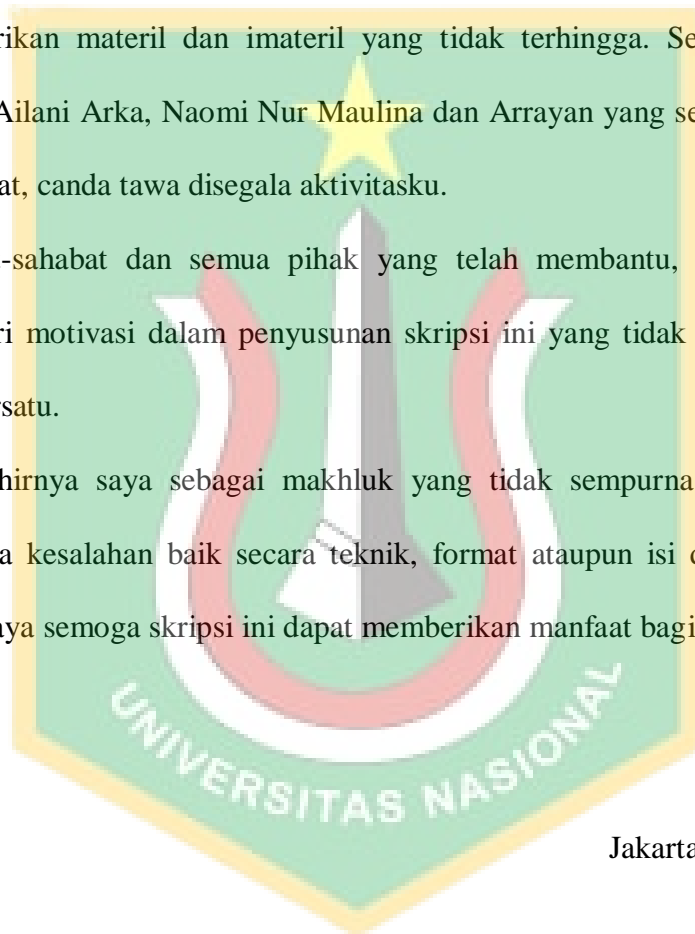 rikan materil dan imateril yang tidak terhingga. Se
Ailani Arka, Naomi Nur Maulina dan Arrayan yang se
at, canda tawa disegala aktivitasku.
-sahabat dan semua pihak yang telah membantu,
ri motivasi dalam penyusunan skripsi ini yang tidak
rsatu.
hirnya saya sebagai makhluk yang tidak sempurna
a kesalahan baik secara teknik, format ataupun isi
aya semoga skripsi ini dapat memberikan manfaat bagi
UNIVERSITAS NASIONAL
Jakarta